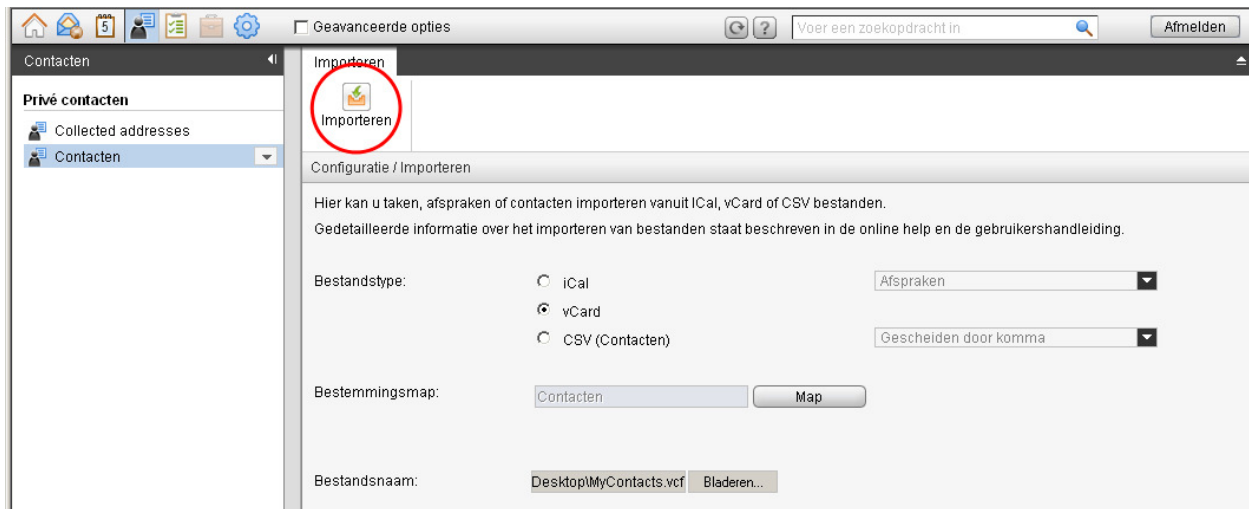 5
Geavanceerde opties
?
Voer een zoekopdracht in
Afmelden
Contacten
Privé contacten
Collected addresses
Contacten
Importeren
Importeren
Configuratie / Importeren
Hier kan u taken, afspraken of contacten importeren vanuit ICal, vCard of CSV bestanden.
Gedetailleerde informatie over het importeren van bestanden staat beschreven in de online help en de gebruikershandleiding.
Bestandstype:
iCal
Afspraken
vCard
CSV (Contacten)
Gescheiden door komma
Bestemmingsmap:
Contacten
Map
Bestandsnaam:
Desktop\MyContacts.vcf
Bladeren...